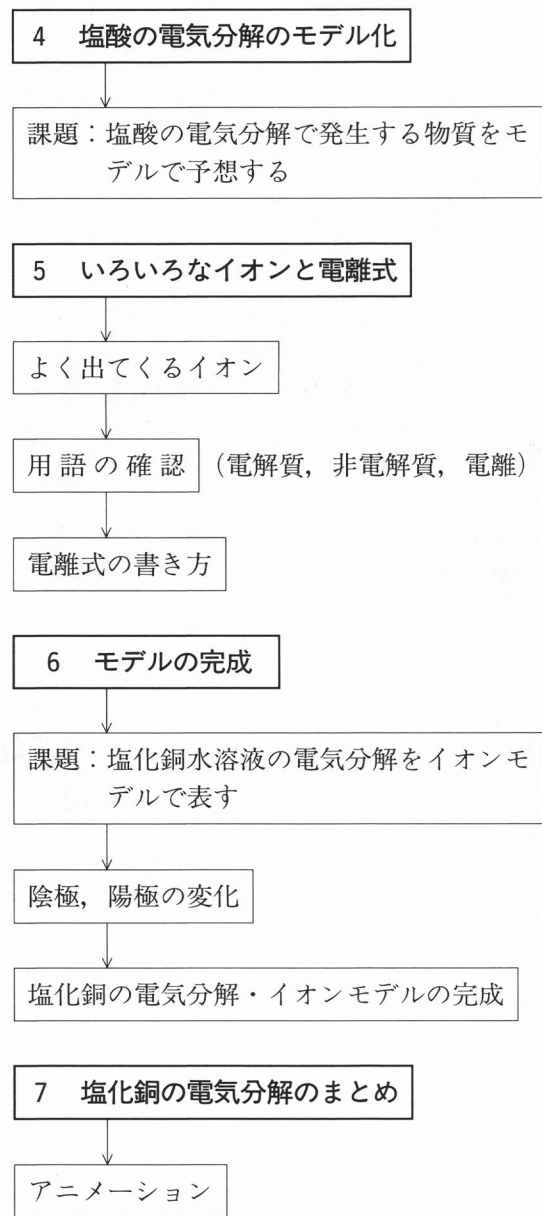 4　塩酸の電気分解のモデル化
課題：塩酸の電気分解で発生する物質をモ
デルで予想する
5　いろいろなイオンと電離式
よく出てくるイオン
用語の確認（電解質，非電解質，電離）
電離式の書き方
6　モデルの完成
課題：塩化銅水溶液の電気分解をイオンモ
デルで表す
陰極，陽極の変化
塩化銅の電気分解・イオンモデルの完成
7　塩化銅の電気分解のまとめ
アニメーション